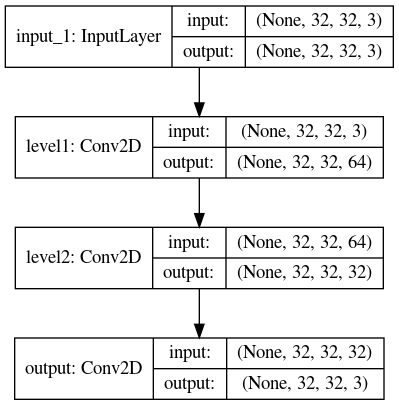 input_1: InputLayer
input: (None, 32, 32, 3)
output: (None, 32, 32, 3)
level1: Conv2D
input: (None, 32, 32, 3)
output: (None, 32, 32, 64)
level2: Conv2D
input: (None, 32, 32, 64)
output: (None, 32, 32, 32)
output: Conv2D
input: (None, 32, 32, 32)
output: (None, 32, 32, 3)